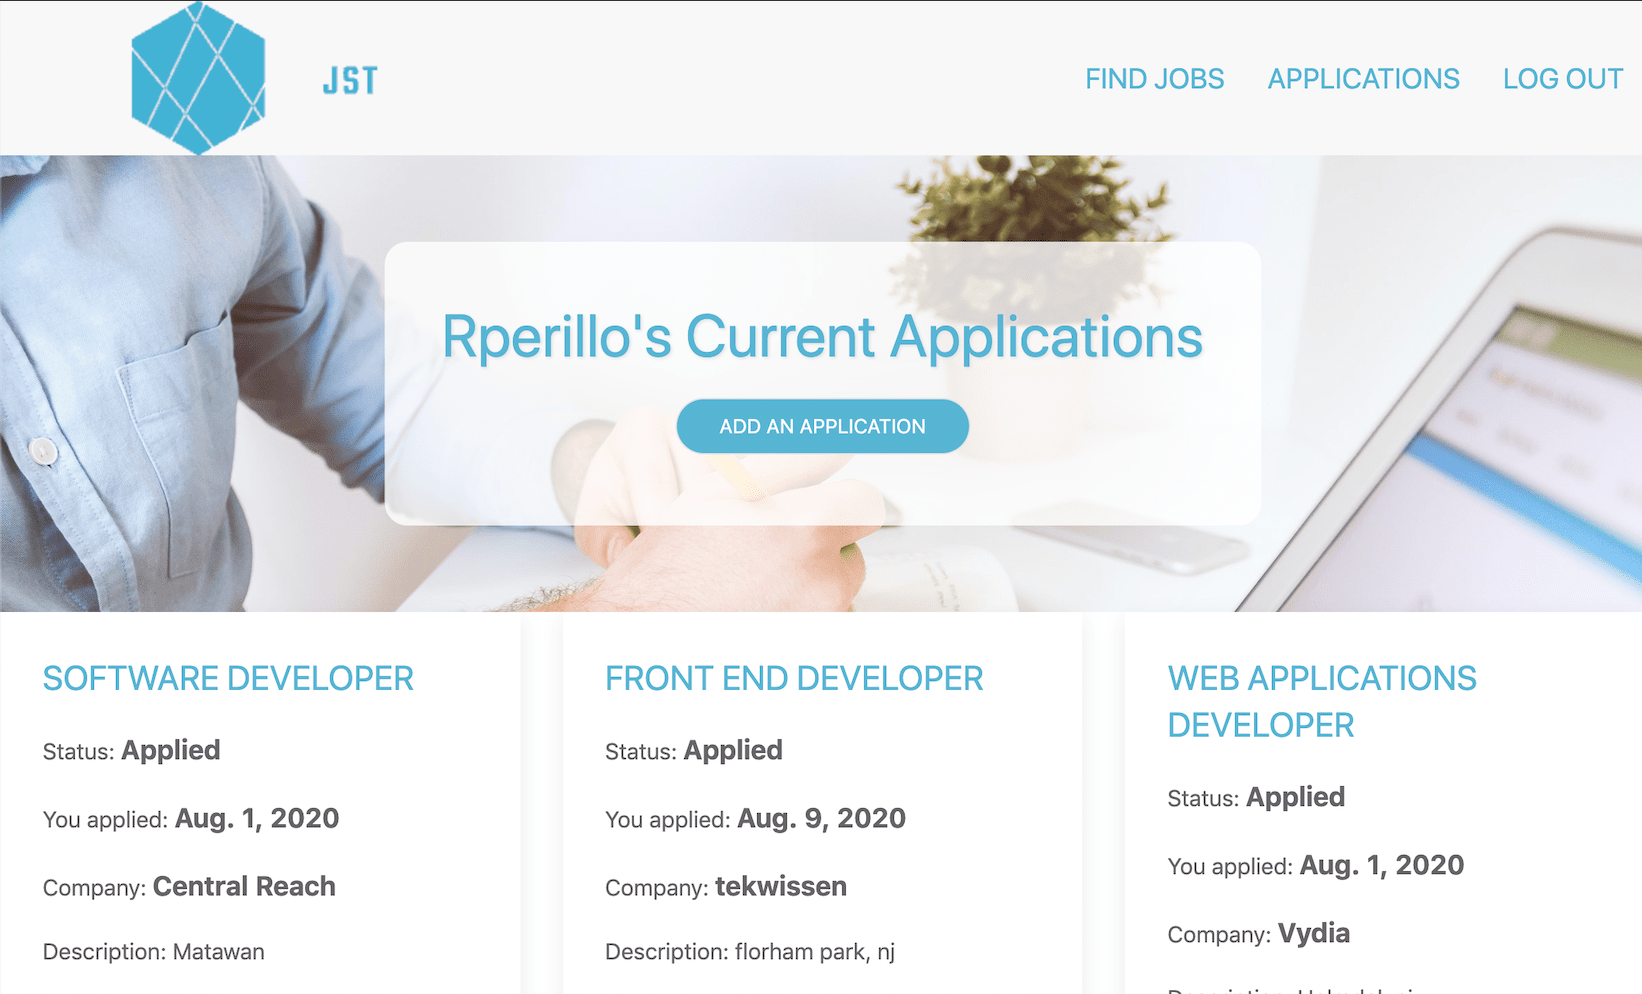 JST
FIND JOBS
APPLICATIONS
LOG OUT
Rperillo's Current Applications
ADD AN APPLICATION
SOFTWARE DEVELOPER
Status: Applied
You applied: Aug. 1, 2020
Company: Central Reach
Description: Matawan
FRONT END DEVELOPER
Status: Applied
You applied: Aug. 9, 2020
Company: tekwissen
Description: florham park, nj
WEB APPLICATIONS
DEVELOPER
Status: Applied
You applied: Aug. 1, 2020
Company: Vydia